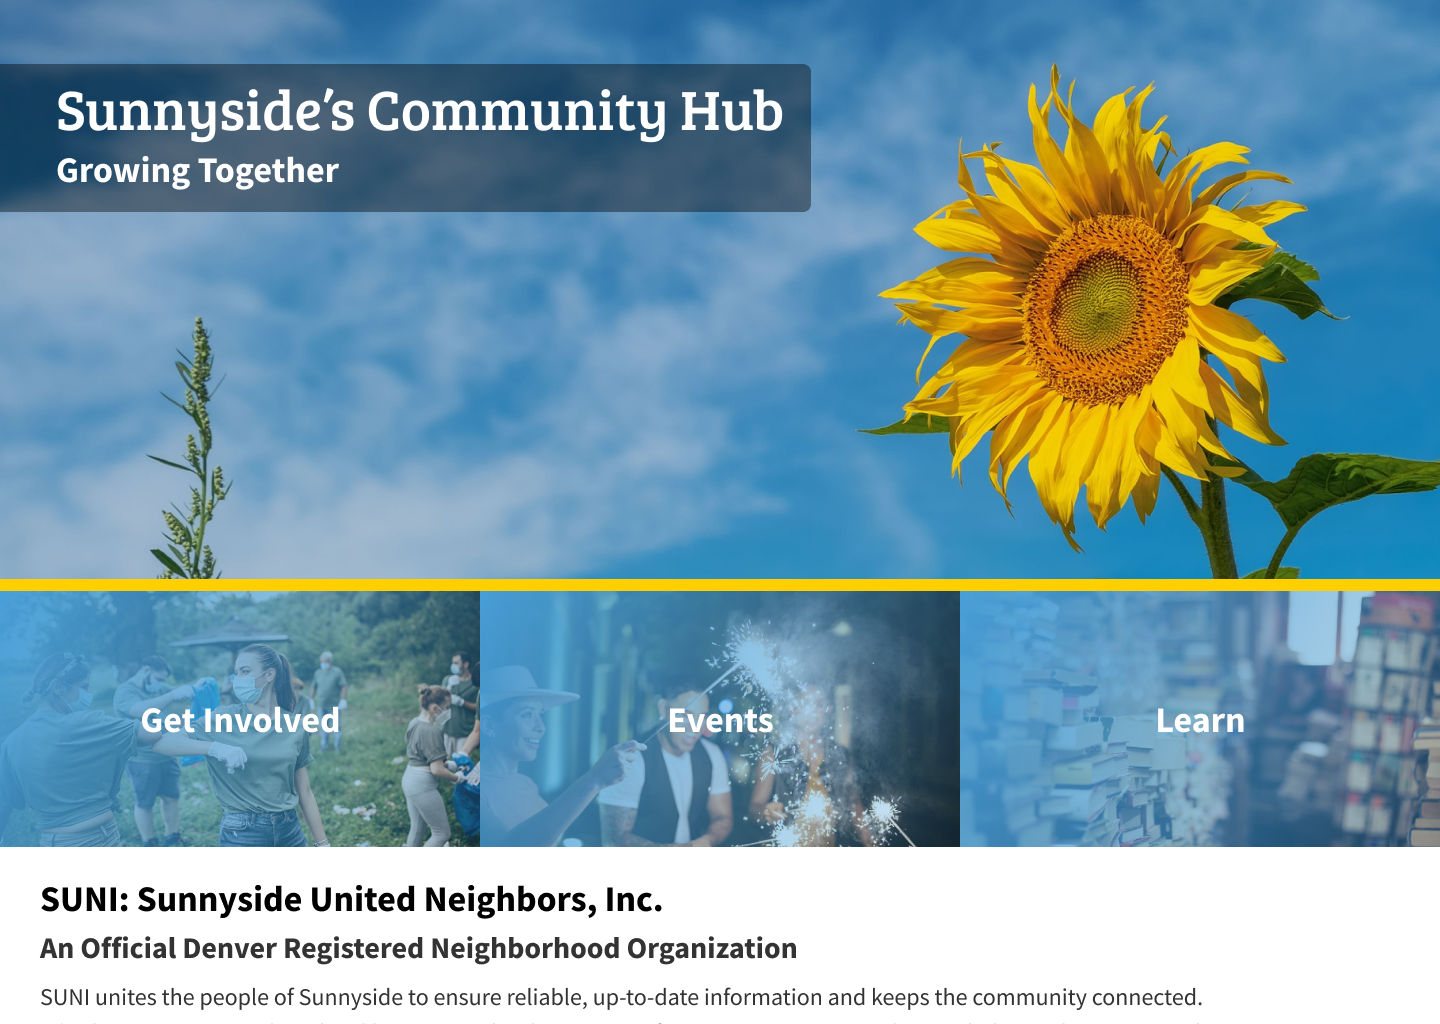 Sunnyside's Community Hub
Growing Together
Get Involved
Events
Learn
SUNI: Sunnyside United Neighbors, Inc.
An Official Denver Registered Neighborhood Organization
SUNI unites the people of Sunnyside to ensure reliable, up-to-date information and keeps the community connected.